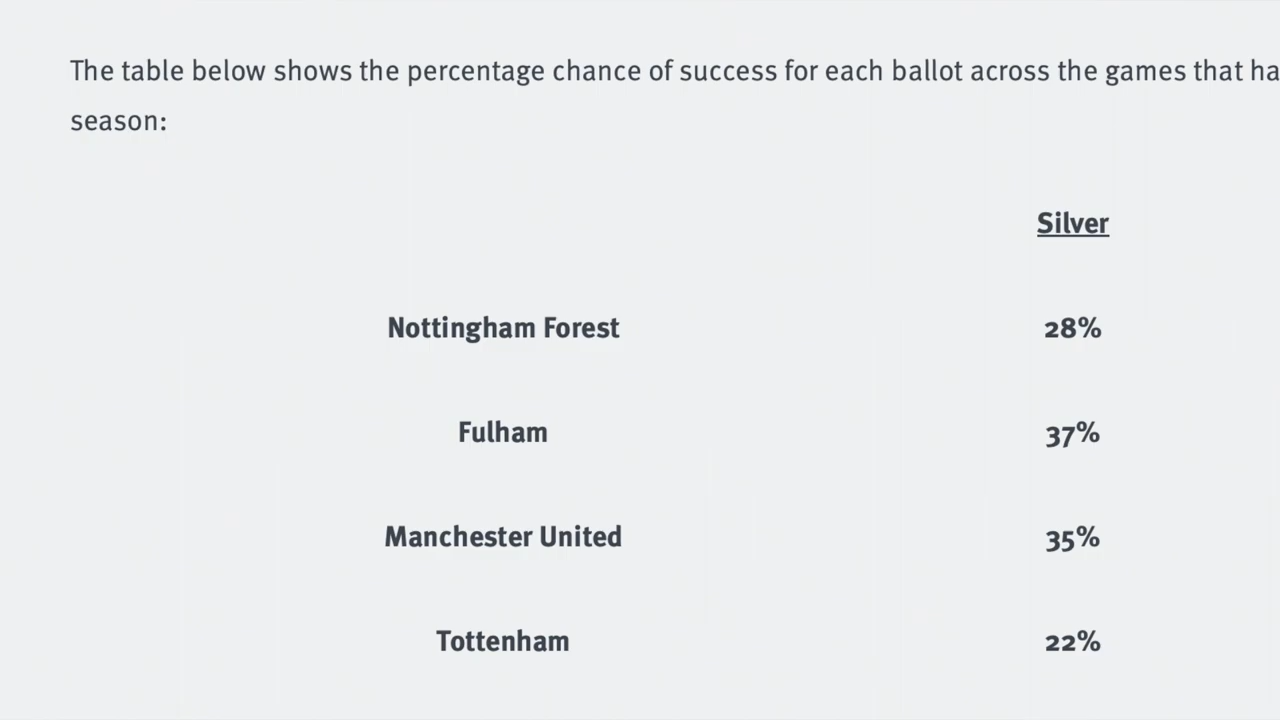 The table below shows the percentage chance of success for each ballot across the games that ha
season:
Silver
Nottingham Forest 28%
Fulham 37%
Manchester United 35%
Tottenham 22%